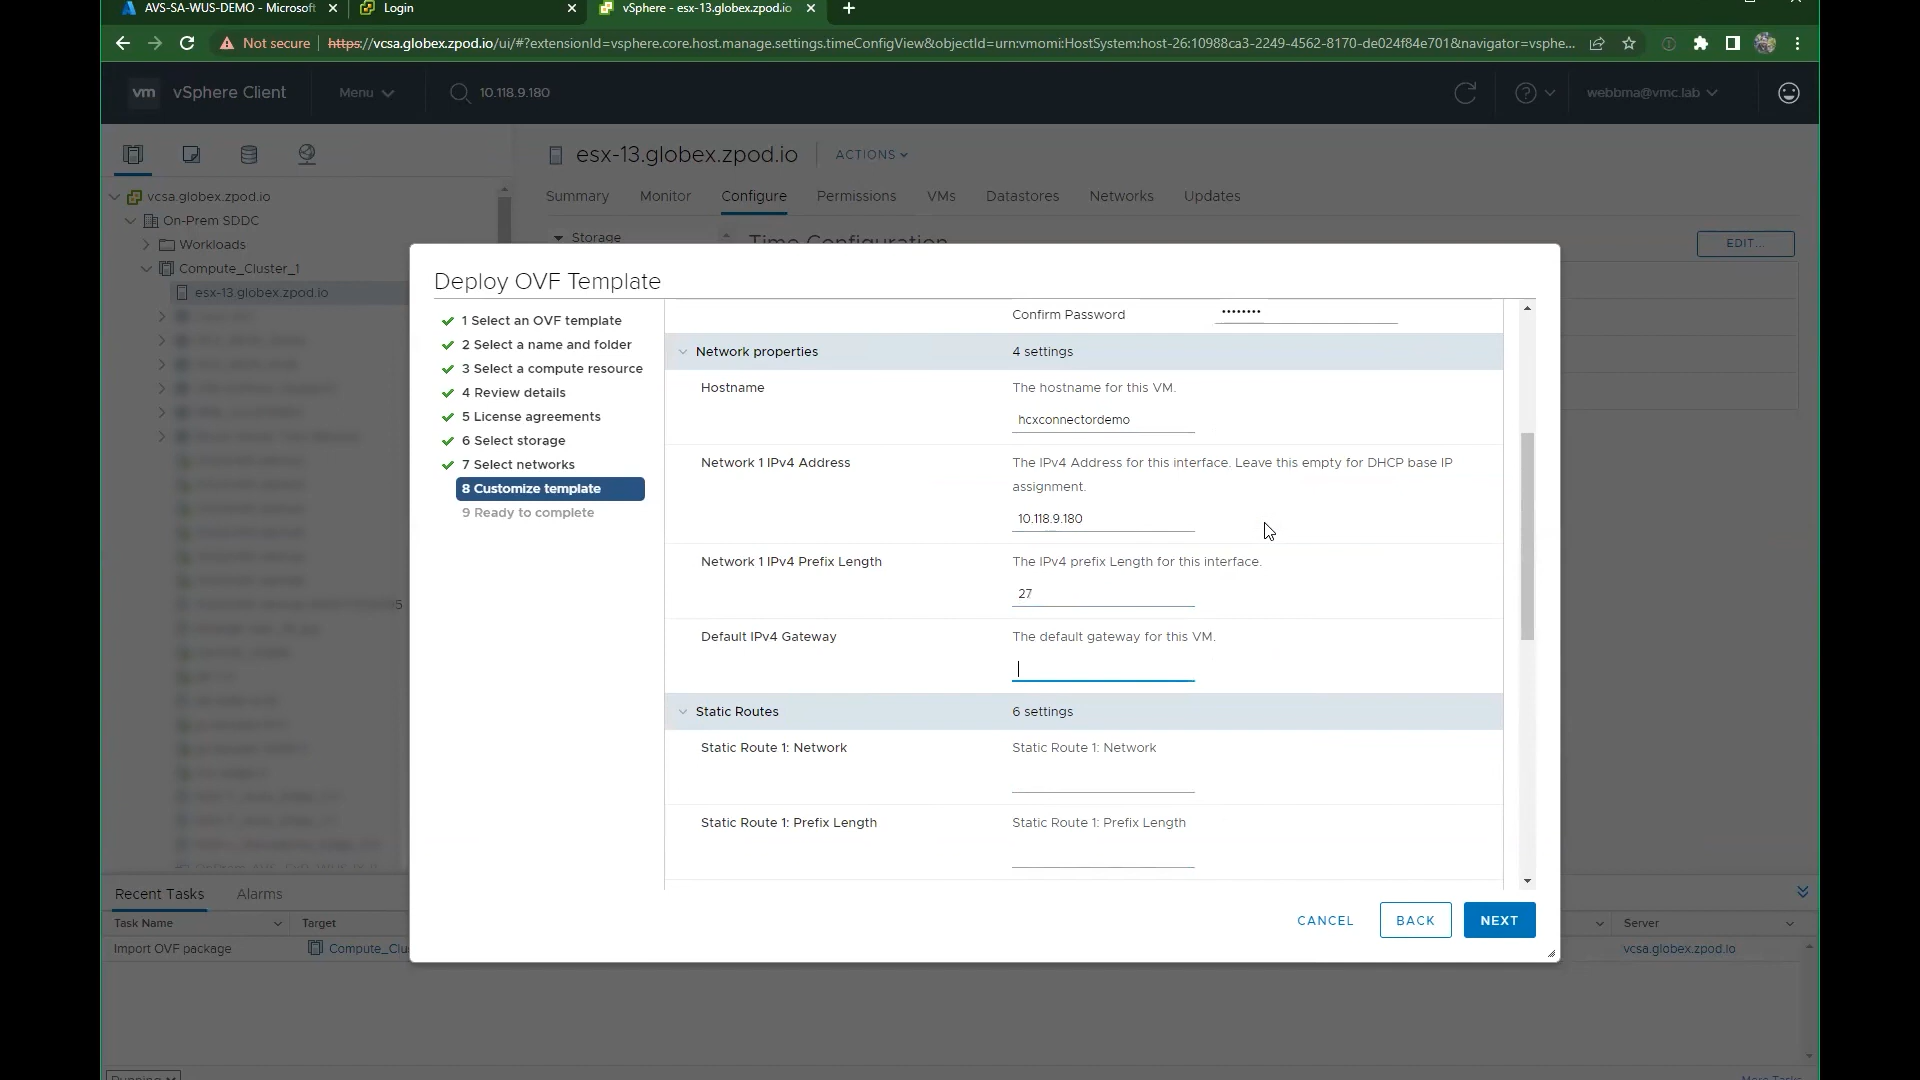 AVS-SA-WUS-DEMO - Microsoft
Login
vSphere - esx-13.globex.zpod.io
Not secure
https://vcsa.globex.zpod.io/ui/#?extensionId=vsphere.core.host.manage.settings.timeConfigView&objectId=urn:vmomi:HostSystem:host-26:10988ca3-2249-4562-8170-de024f84e701&navigator=vsphe...
vm vSphere Client
Menu
10.118.9.180
webbma@vmc.lab
esx-13.globex.zpod.io
ACTIONS
Summary Monitor Configure Permissions VMs Datastores Networks Updates
vcsa.globex.zpod.io
On-Prem SDDC
Workloads
Compute_Cluster_1
esx-13.globex.zpod.io
Storage
Time Configuration
EDIT...
Deploy OVF Template
1 Select an OVF template
2 Select a name and folder
3 Select a compute resource
4 Review details
5 License agreements
6 Select storage
7 Select networks
8 Customize template
9 Ready to complete
Confirm Password ••••••••
Network properties 4 settings
Hostname The hostname for this VM.
hcxconnectordemo
Network 1 IPv4 Address The IPv4 Address for this interface. Leave this empty for DHCP base IP
assignment.
10.118.9.180
Network 1 IPv4 Prefix Length The IPv4 prefix Length for this interface.
27
Default IPv4 Gateway The default gateway for this VM.
Static Routes 6 settings
Static Route 1: Network Static Route 1: Network
Static Route 1: Prefix Length Static Route 1: Prefix Length
CANCEL BACK NEXT
Recent Tasks Alarms
Task Name Target Server
Import OVF package Compute_Clu vcsa.globex.zpod.io